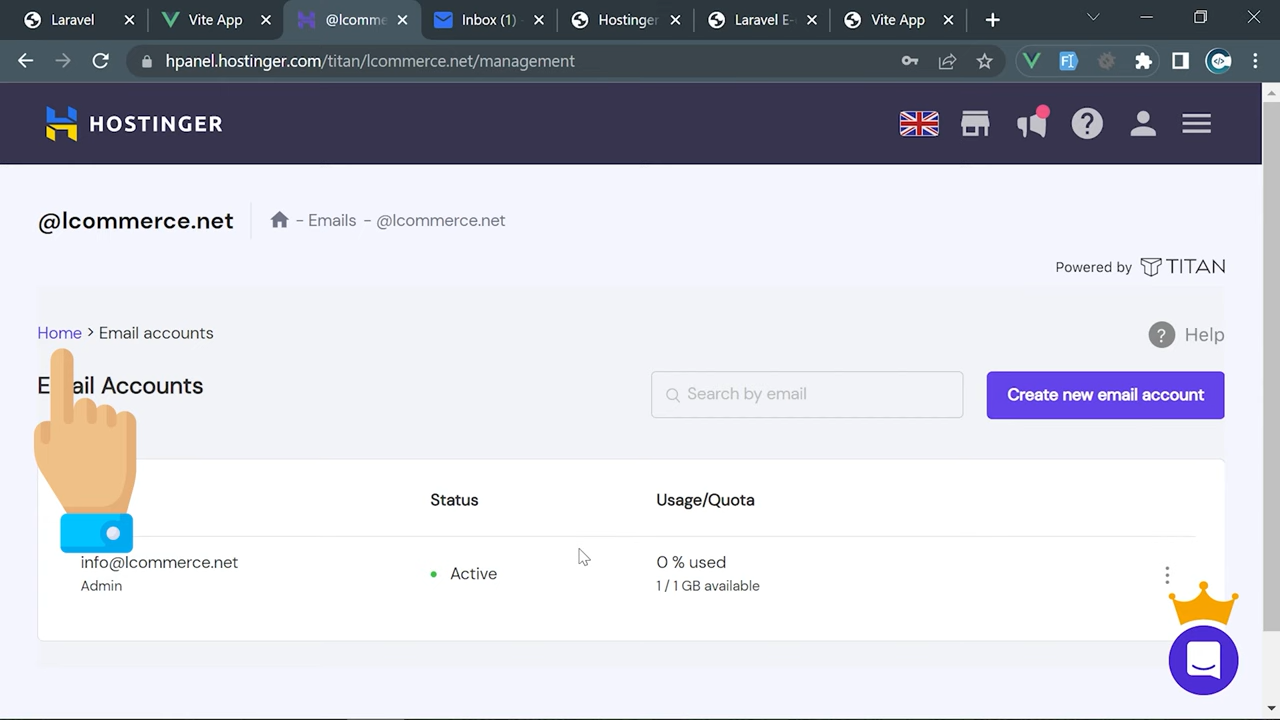 Laravel
Vite App
@lcomme
Inbox (1)
Hostinger
Laravel E-
Vite App
hpanel.hostinger.com/titan/lcommerce.net/management
HOSTINGER
@lcommerce.net
- Emails - @lcommerce.net
Powered by TITAN
Home > Email accounts
? Help
Email Accounts
Search by email
Create new email account
Status
Usage/Quota
info@lcommerce.net
Admin
Active
0 % used
1 / 1 GB available